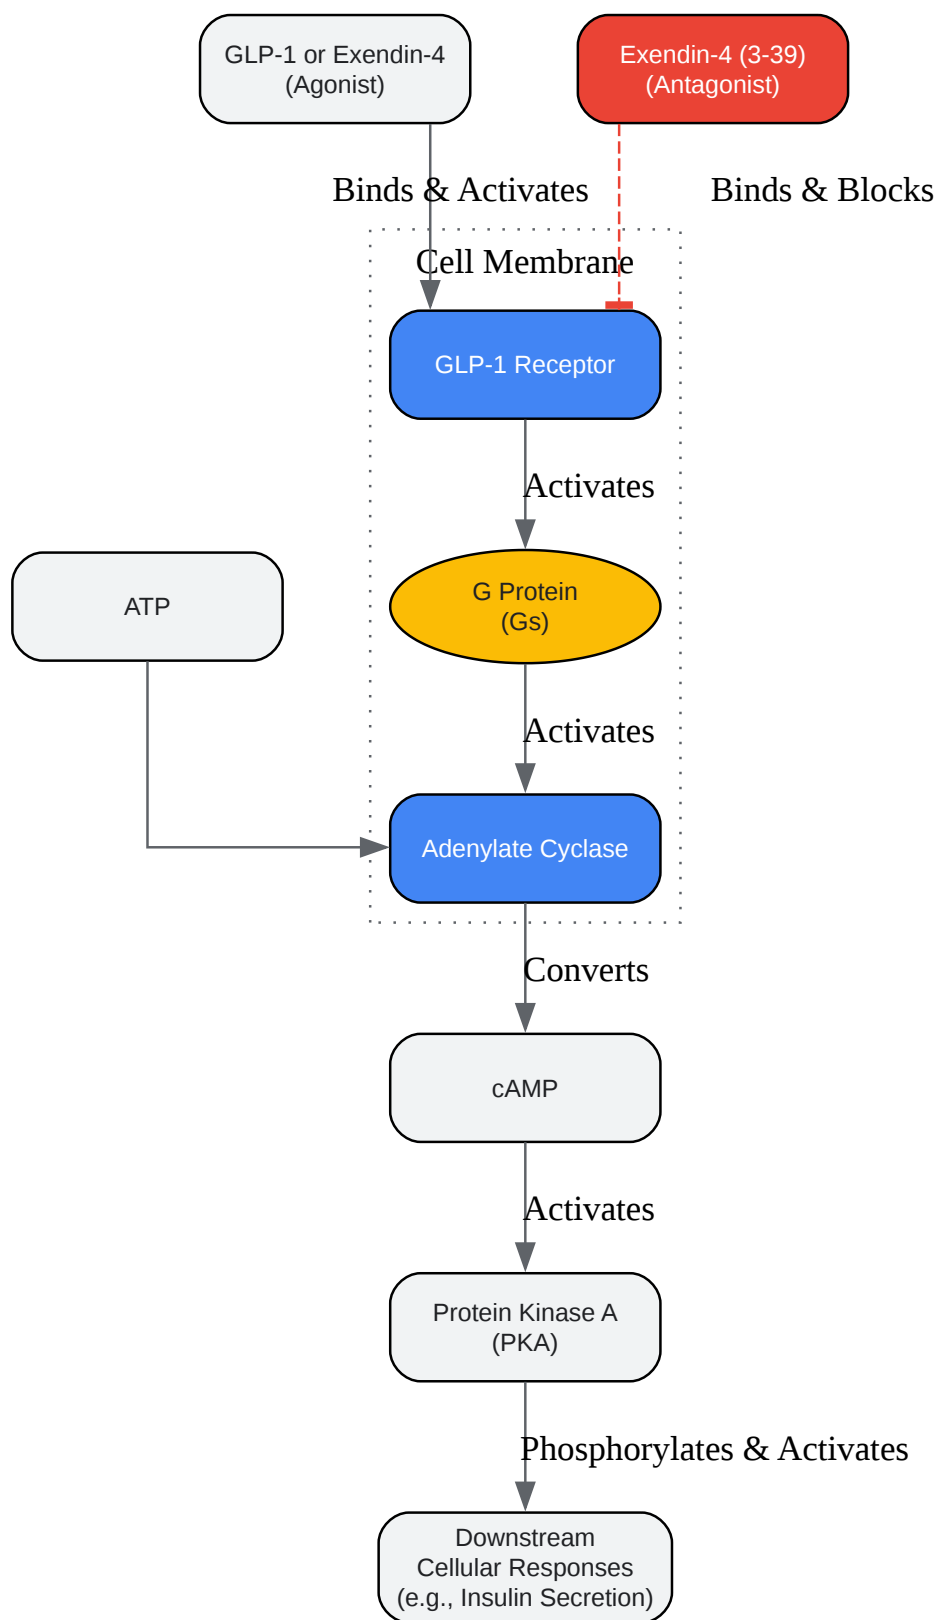 GLP-1 or Exendin-4
(Agonist)
Exendin-4 (3-39)
(Antagonist)
Binds & Activates
Binds & Blocks
Cell Membrane
GLP-1 Receptor
Activates
G Protein
(Gs)
ATP
Activates
Adenylate Cyclase
Converts
cAMP
Activates
Protein Kinase A
(PKA)
Phosphorylates & Activates
Downstream
Cellular Responses
(e.g., Insulin Secretion)